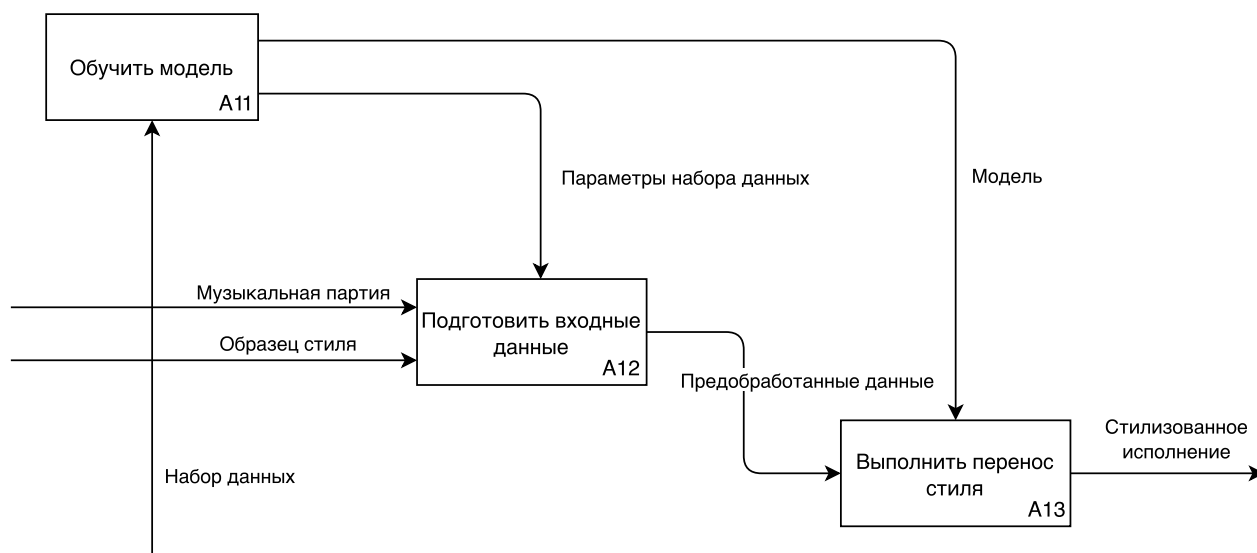 Обучить модель
A11
Параметры набора данных
Модель
Музыкальная партия
Образец стиля
Подготовить входные
данные
A12
Предобработанные данные
Набор данных
Выполнить перенос
стиля
A13
Стилизованное
исполнение